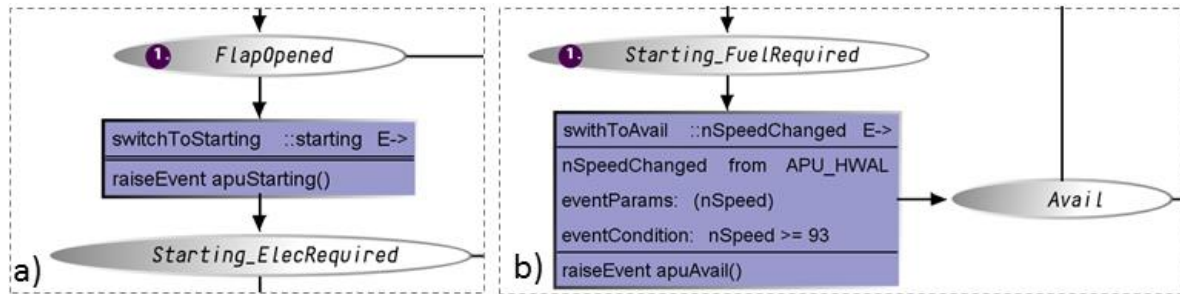 1. FlapOpened
switchToStarting ::starting E->
raiseEvent apuStarting()
Starting_ElecRequired
a)
1. Starting_FuelRequired
swithToAvail ::nSpeedChanged E->
nSpeedChanged from APU_HWAL
eventParams: (nSpeed)
eventCondition: nSpeed >= 93
raiseEvent apuAvail()
Avail
b)